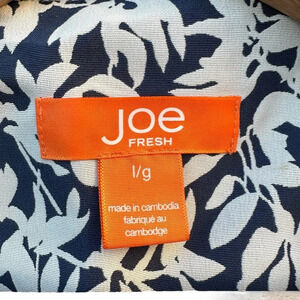 Joe
FRESH
l/g
made in cambodia
fabriqué au
cambodge